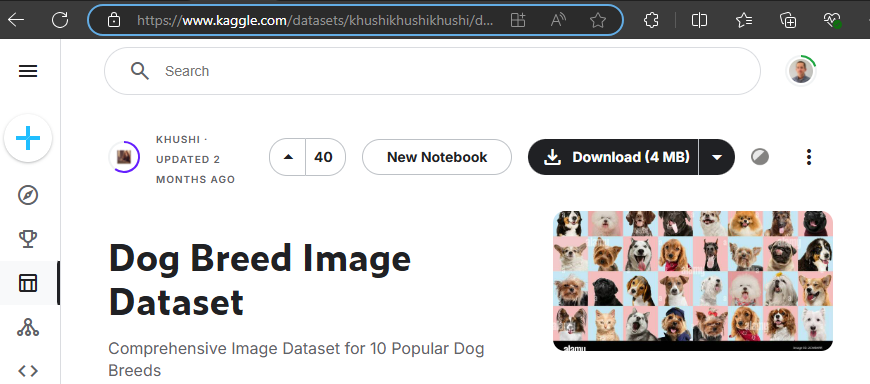 https://www.kaggle.com/datasets/khushikhushikhushi/d...
Search
KHUSHI ·
UPDATED 2
MONTHS AGO
40
New Notebook
Download (4 MB)
Dog Breed Image
Dataset
alamy
Comprehensive Image Dataset for 10 Popular Dog
Breeds